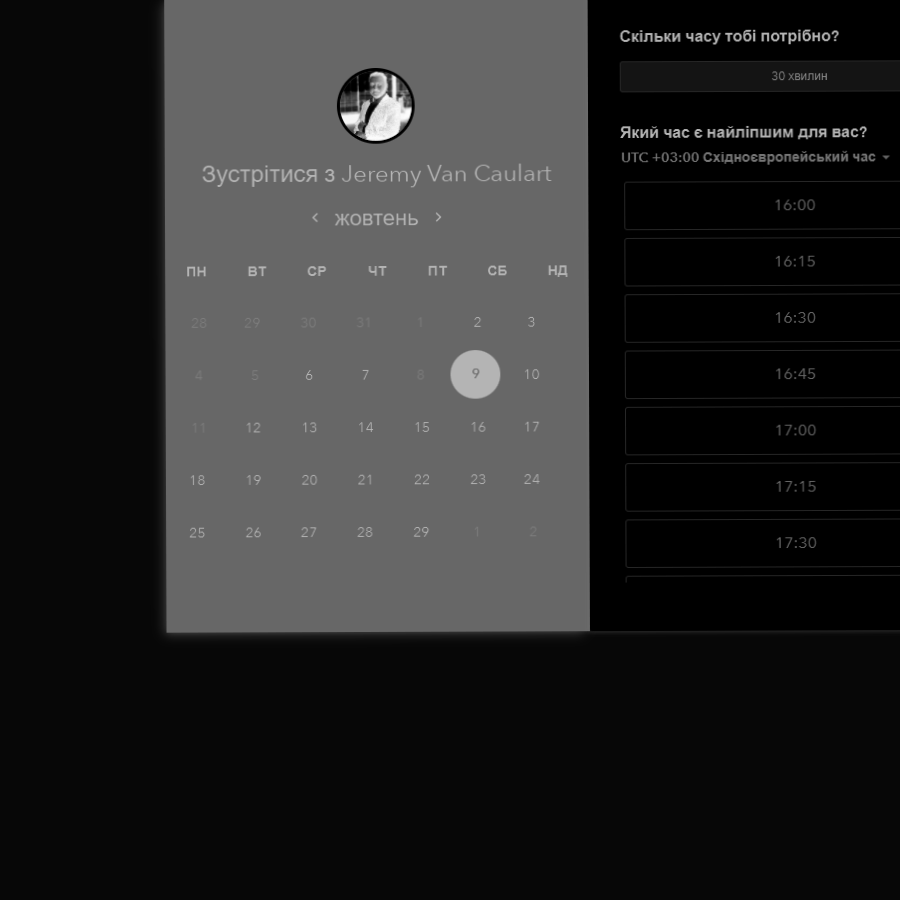 Зустрітися з Jeremy Van Caulart
жовтень
ПН ВТ СР ЧТ ПТ СБ НД
28 29 30 31 1 2 3
4 5 6 7 8 9 10
11 12 13 14 15 16 17
18 19 20 21 22 23 24
25 26 27 28 29 1 2
Скільки часу тобі потрібно?
30 хвилин
Який час є найліпшим для вас?
UTC +03:00 Східноєвропейський час
16:00
16:15
16:30
16:45
17:00
17:15
17:30